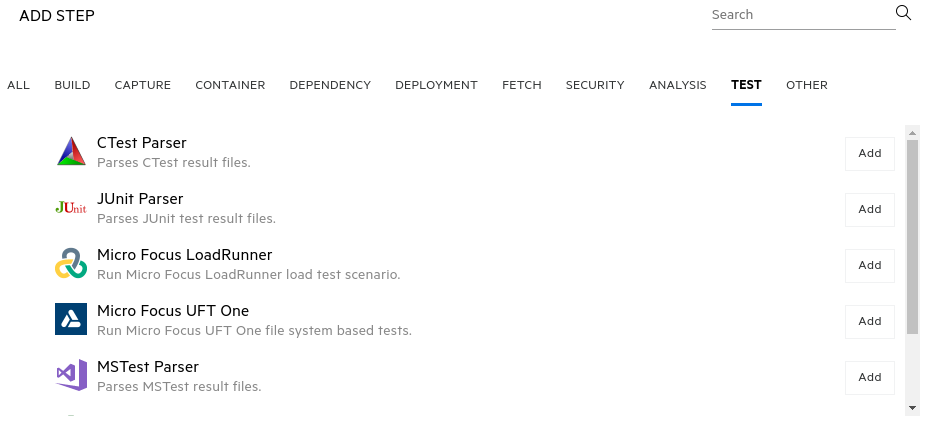 ADD STEP
Search
ALL BUILD CAPTURE CONTAINER DEPENDENCY DEPLOYMENT FETCH SECURITY ANALYSIS TEST OTHER
CTest Parser
Parses CTest result files.
Add
JUnit
JUnit Parser
Parses JUnit test result files.
Add
Micro Focus LoadRunner
Run Micro Focus LoadRunner load test scenario.
Add
Micro Focus UFT One
Run Micro Focus UFT One file system based tests.
Add
MSTest Parser
Parses MSTest result files.
Add